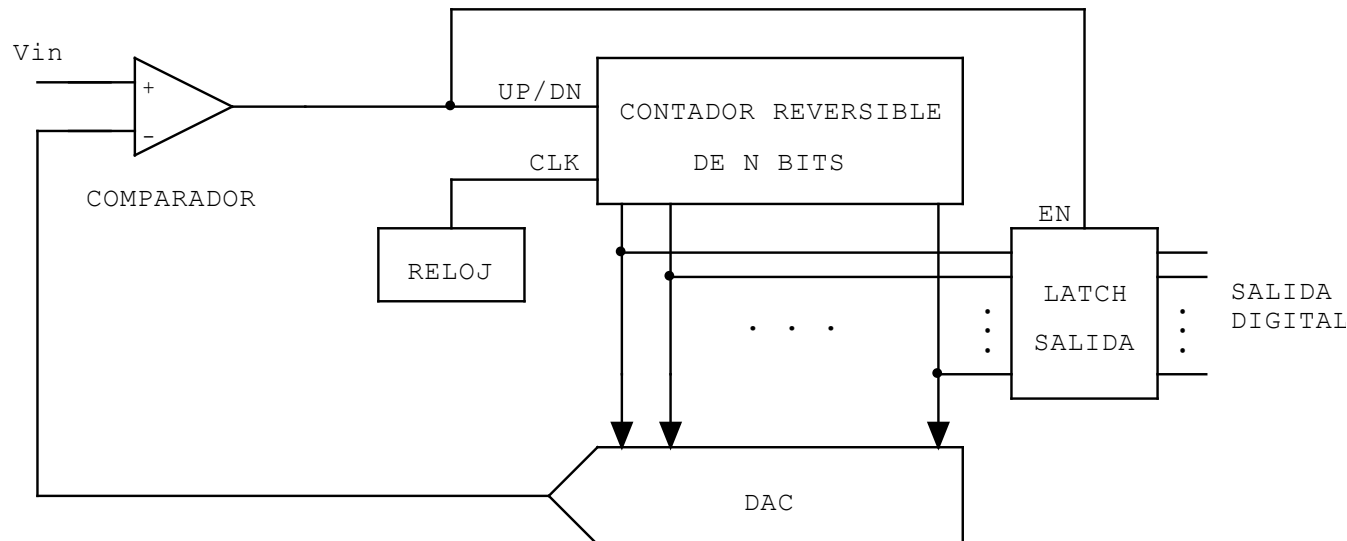 Vin
+
−
COMPARADOR
UP/DN
CLK
CONTADOR REVERSIBLE
DE N BITS
RELOJ
EN
LATCH
SALIDA
SALIDA
DIGITAL
. . .
DAC